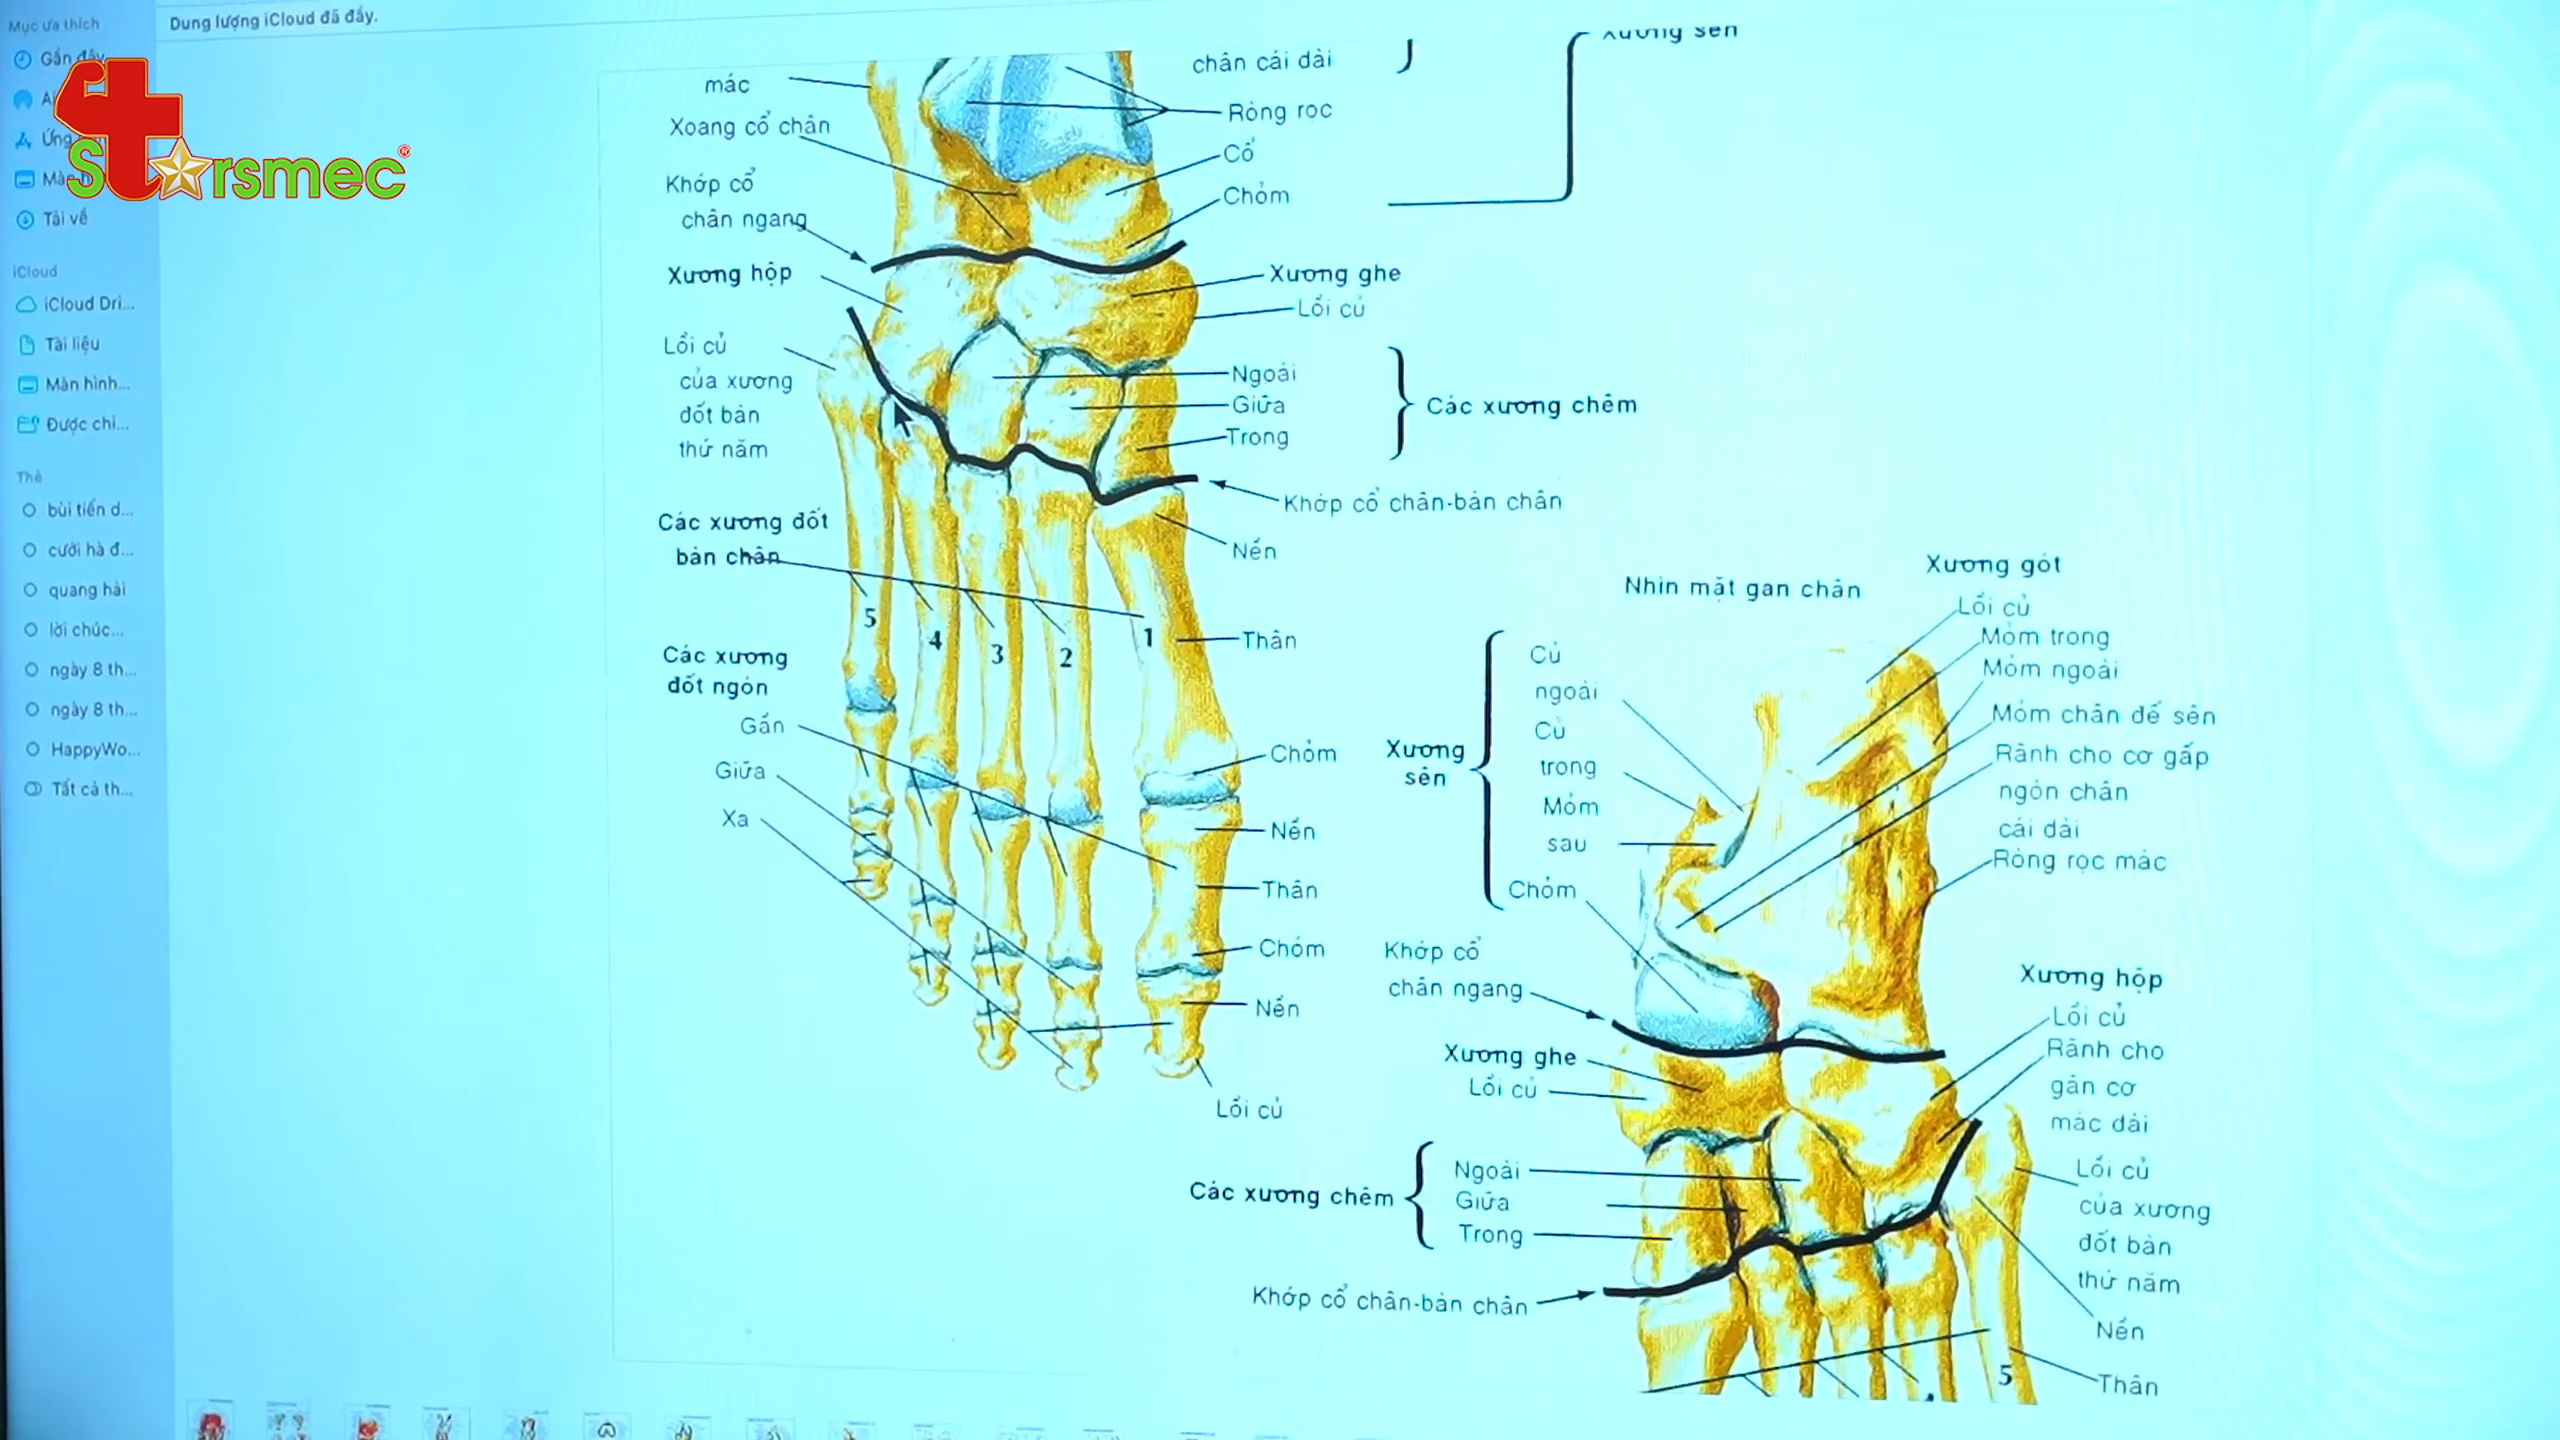 Mục ưa thích
Gần đây
Ứng
Tải về
iCloud
iCloud Dri...
Tài liệu
Màn hình...
Được chi...
Thẻ
bùi tiến d...
cưới hà đ...
quang hải
lời chúc...
ngày 8 th...
ngày 8 th...
HappyWo...
Tất cả th...
Dung lượng iCloud đã đầy.
Starsmec®
mác
Xoang cổ chân
Khớp cổ
chân ngang
Xương hộp
Lồi củ
của xương
đốt bàn
thứ năm
Các xương đốt
bàn chân
Các xương
đốt ngón
Gần
Giữa
Xa
chân cái dài
Ròng rọc
Cổ
Chỏm
Xương ghe
Lồi củ
Ngoài
Giữa
Trong
Các xương chêm
Khớp cổ chân-bàn chân
Nền
5
4
3
2
1
Thân
Chỏm
Nền
Thân
Chỏm
Nền
Lồi củ
Xương sên
Nhìn mặt gan chân
Xương gót
Lồi củ
Mỏm trong
Mỏm ngoài
Mỏm chân đế sên
Rãnh cho cơ gấp
ngón chân
cái dài
Ròng rọc mác
Xương
sên
Củ
ngoài
Củ
trong
Mỏm
sau
Chỏm
Khớp cổ
chân ngang
Xương ghe
Lồi củ
Các xương chêm
Ngoài
Giữa
Trong
Khớp cổ chân-bàn chân
Xương hộp
Lồi củ
Rãnh cho
gân cơ
mác dài
Lồi củ
của xương
đốt bàn
thứ năm
Nền
5
Thân